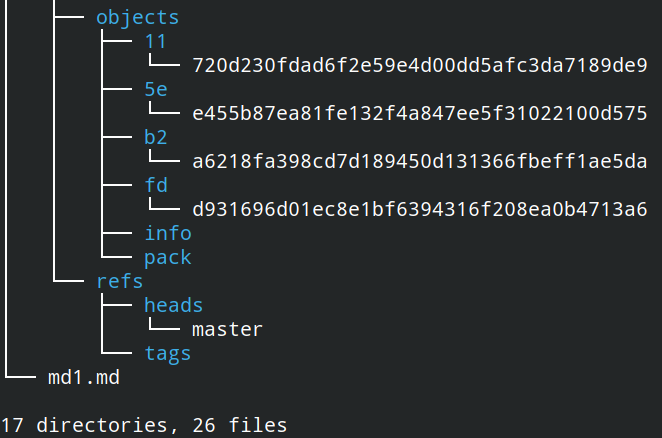 objects
11
720d230fdad6f2e59e4d00dd5afc3da7189de9
5e
e455b87ea81fe132f4a847ee5f31022100d575
b2
a6218fa398cd7d189450d131366fbeff1ae5da
fd
d931696d01ec8e1bf6394316f208ea0b4713a6
info
pack
refs
heads
master
tags
md1.md
17 directories, 26 files